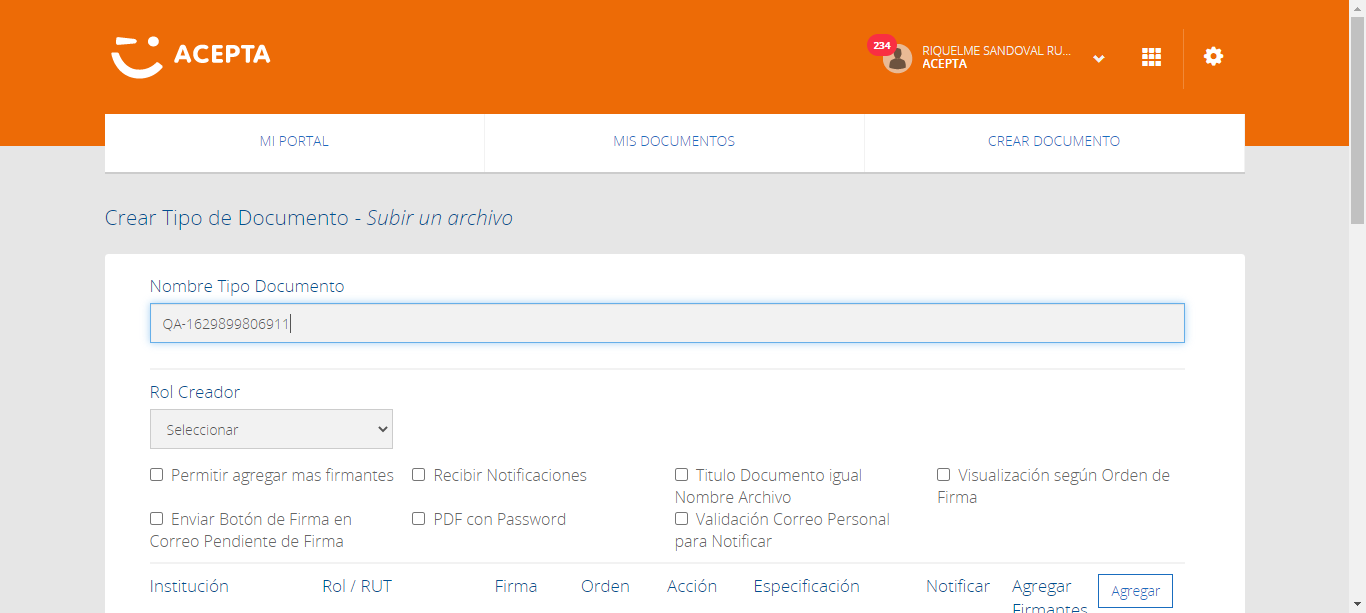 ACEPTA
234
RIQUELME SANDOVAL RU...
ACEPTA
MI PORTAL
MIS DOCUMENTOS
CREAR DOCUMENTO
Crear Tipo de Documento - Subir un archivo
Nombre Tipo Documento
QA-1629899806911
Rol Creador
Seleccionar
Permitir agregar mas firmantes
Recibir Notificaciones
Titulo Documento igual
Nombre Archivo
Visualización según Orden de
Firma
Enviar Botón de Firma en
Correo Pendiente de Firma
PDF con Password
Validación Correo Personal
para Notificar
Institución
Rol / RUT
Firma
Orden
Acción
Especificación
Notificar
Agregar
Firmantes
Agregar